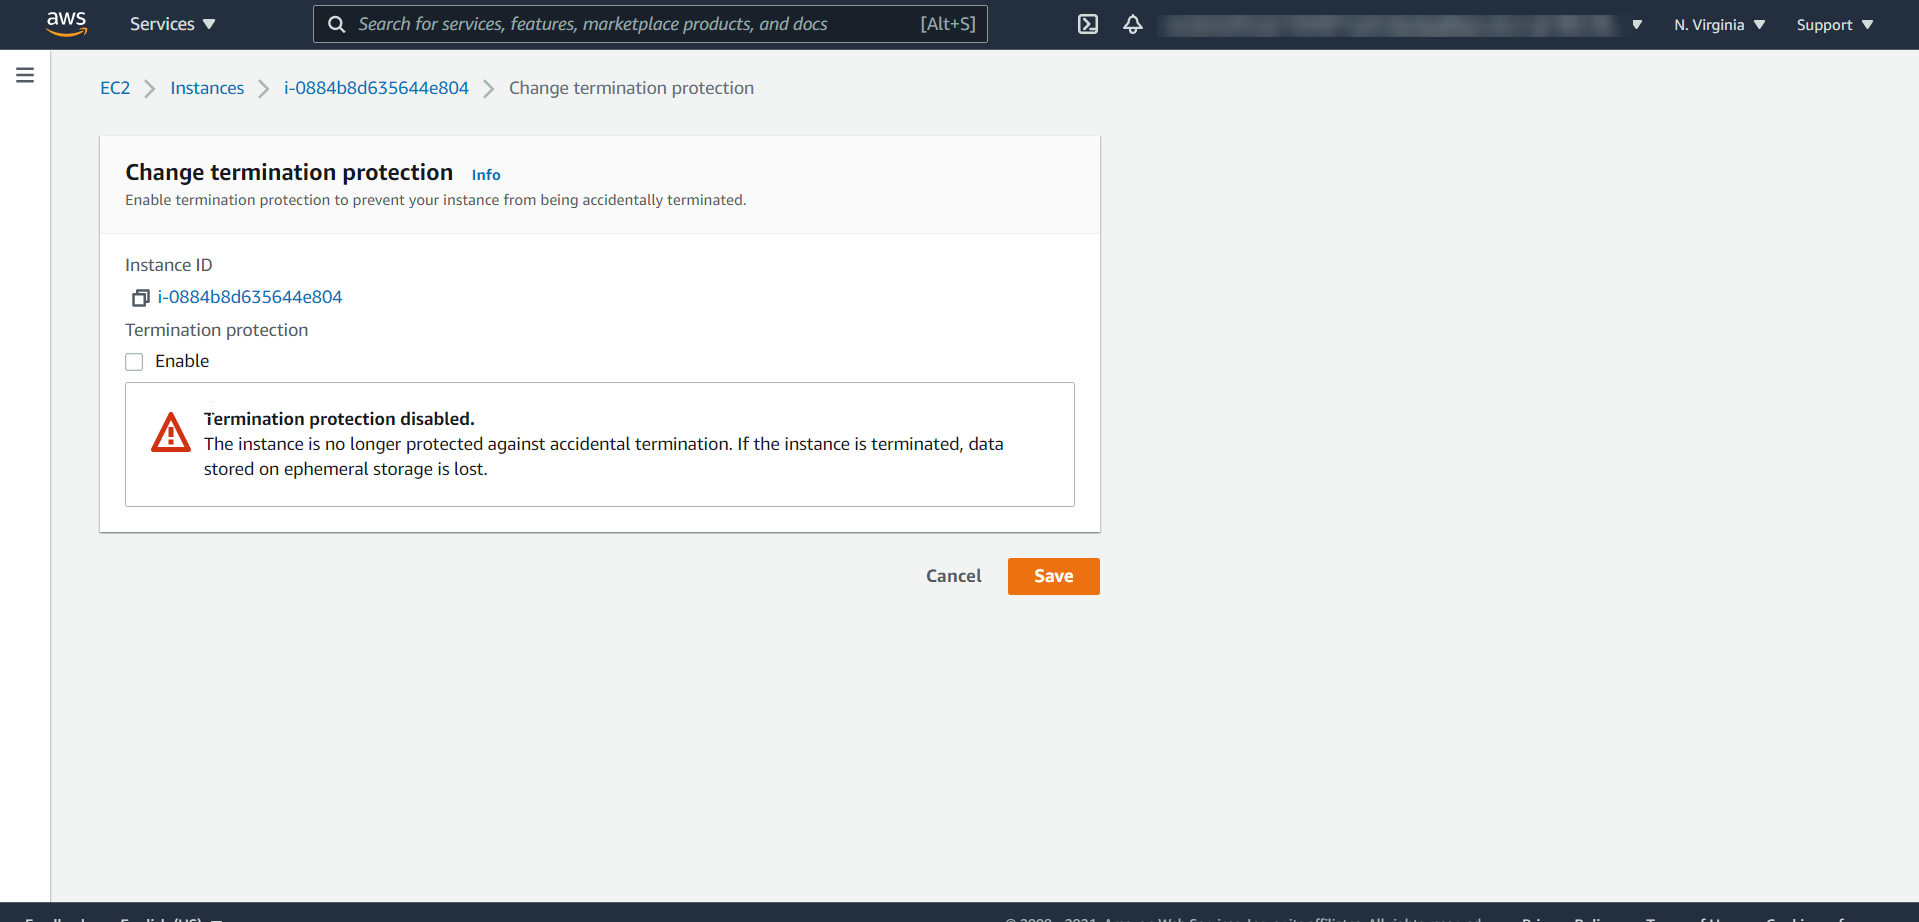 aws
Services
Search for services, features, marketplace products, and docs
[Alt+S]
N. Virginia
Support
EC2
Instances
i-0884b8d635644e804
Change termination protection
Change termination protection
Info
Enable termination protection to prevent your instance from being accidentally terminated.
Instance ID
i-0884b8d635644e804
Termination protection
Enable
Termination protection disabled.
The instance is no longer protected against accidental termination. If the instance is terminated, data
stored on ephemeral storage is lost.
Cancel
Save